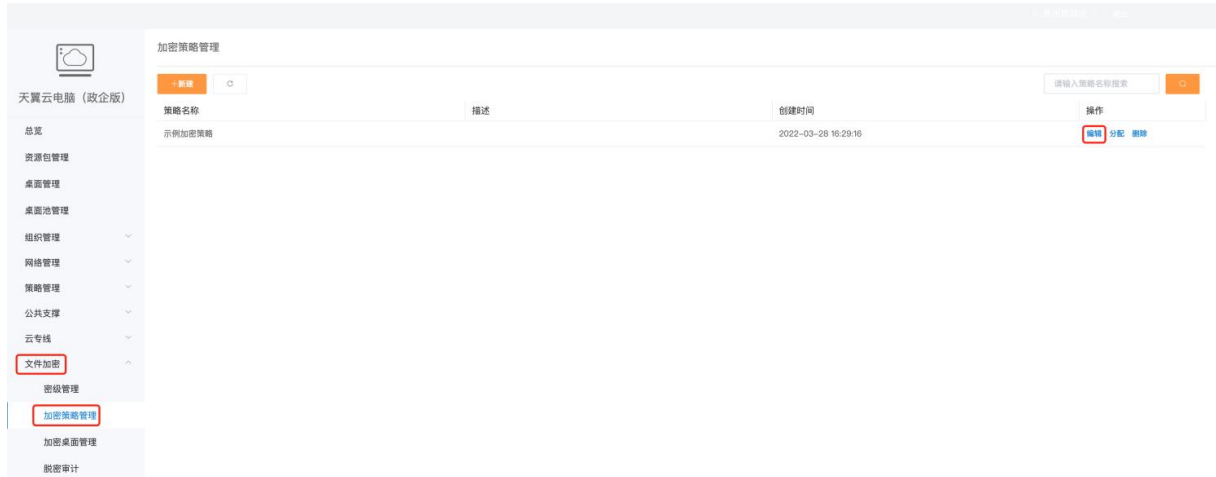 加密策略管理
天翼云电脑（政企版）
+新建
请输入策略名称搜索
策略名称 描述 创建时间 操作
示例加密策略 2022-03-28 16:29:16 编辑 分配 删除
总览
资源包管理
桌面管理
桌面池管理
组织管理
网络管理
策略管理
公共支撑
云专线
文件加密
密级管理
加密策略管理
加密桌面管理
脱密审计